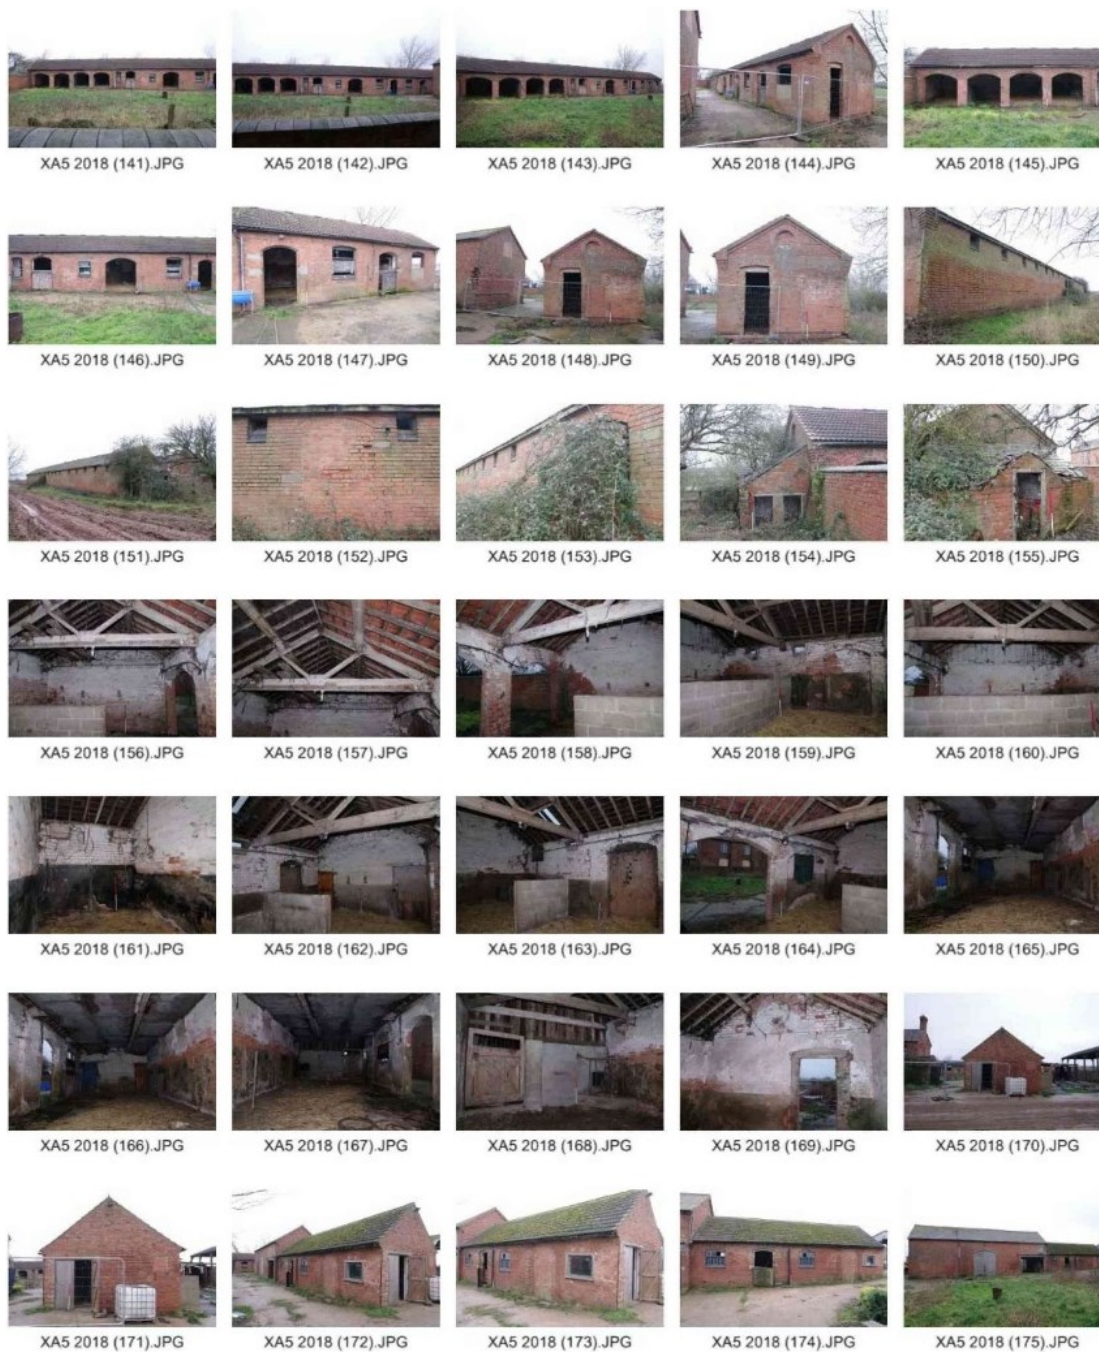 XA5 2018 (141).JPG XA5 2018 (142).JPG XA5 2018 (143).JPG XA5 2018 (144).JPG XA5 2018 (145).JPG
XA5 2018 (146).JPG XA5 2018 (147).JPG XA5 2018 (148).JPG XA5 2018 (149).JPG XA5 2018 (150).JPG
XA5 2018 (151).JPG XA5 2018 (152).JPG XA5 2018 (153).JPG XA5 2018 (154).JPG XA5 2018 (155).JPG
XA5 2018 (156).JPG XA5 2018 (157).JPG XA5 2018 (158).JPG XA5 2018 (159).JPG XA5 2018 (160).JPG
XA5 2018 (161).JPG XA5 2018 (162).JPG XA5 2018 (163).JPG XA5 2018 (164).JPG XA5 2018 (165).JPG
XA5 2018 (166).JPG XA5 2018 (167).JPG XA5 2018 (168).JPG XA5 2018 (169).JPG XA5 2018 (170).JPG
XA5 2018 (171).JPG XA5 2018 (172).JPG XA5 2018 (173).JPG XA5 2018 (174).JPG XA5 2018 (175).JPG